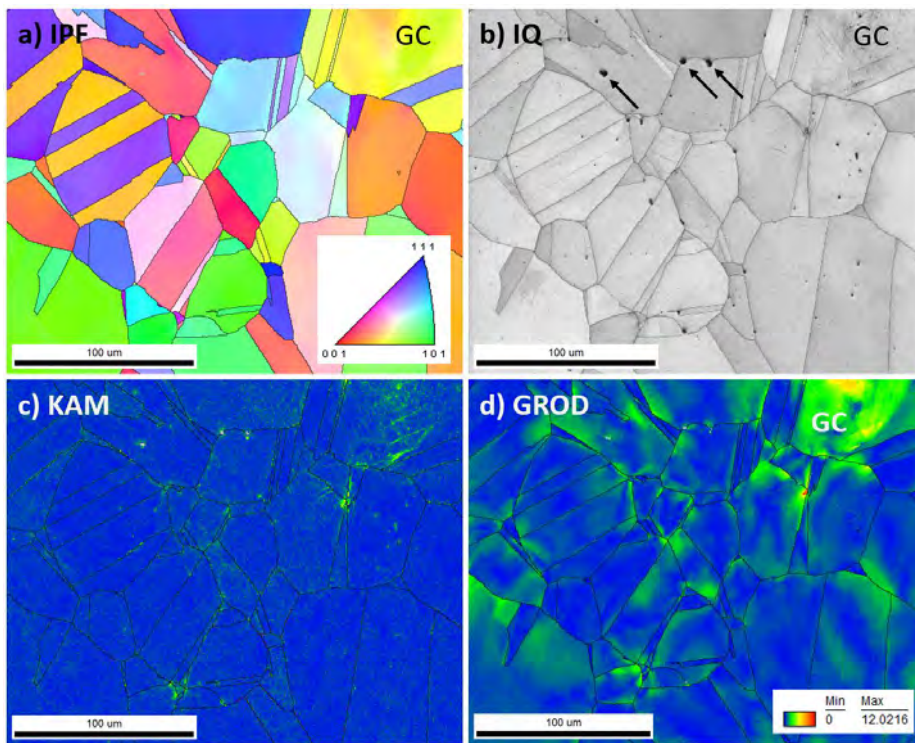 a) IPF
GC
b) IQ
GC
1 1 1
0 0 1
1 0 1
100 um
100 um
c) KAM
d) GROD
GC
100 um
100 um
Min Max
0 12.0216